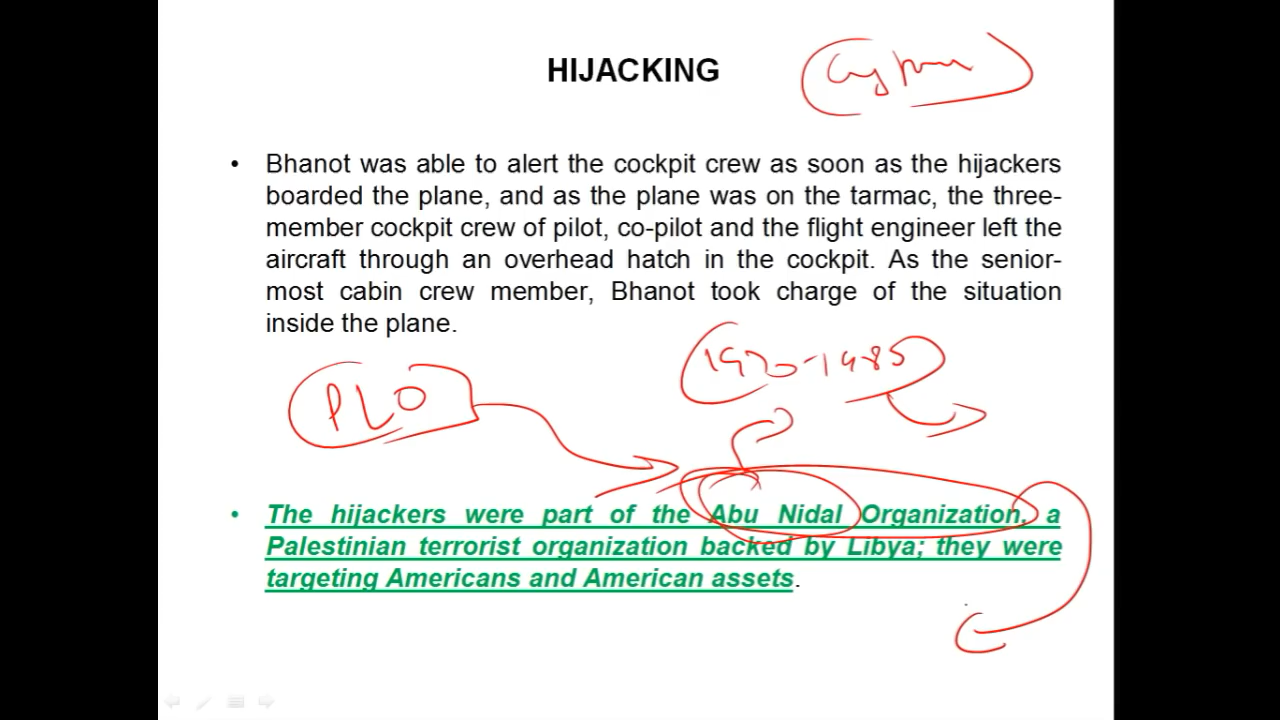 HIJACKING
• Bhanot was able to alert the cockpit crew as soon as the hijackers
boarded the plane, and as the plane was on the tarmac, the three-
member cockpit crew of pilot, co-pilot and the flight engineer left the
aircraft through an overhead hatch in the cockpit. As the senior-
most cabin crew member, Bhanot took charge of the situation
inside the plane.
1970-1985
PLO
• The hijackers were part of the Abu Nidal Organization, a
Palestinian terrorist organization backed by Libya; they were
targeting Americans and American assets.